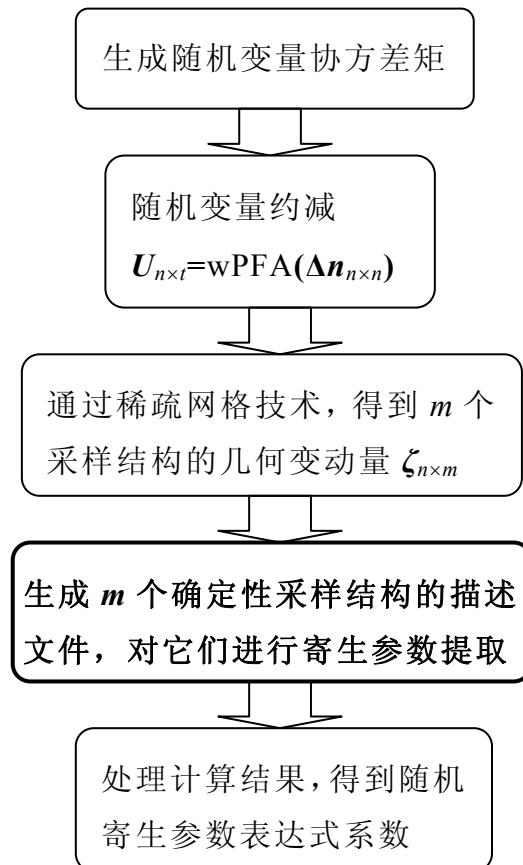 生成随机变量协方差矩
随机变量约减
U_{n×t}=wPFA(Δn_{n×n})
通过稀疏网格技术，得到 m 个
采样结构的几何变动量 ζ_{n×m}
生成 m 个确定性采样结构的描述
文件，对它们进行寄生参数提取
处理计算结果，得到随机
寄生参数表达式系数